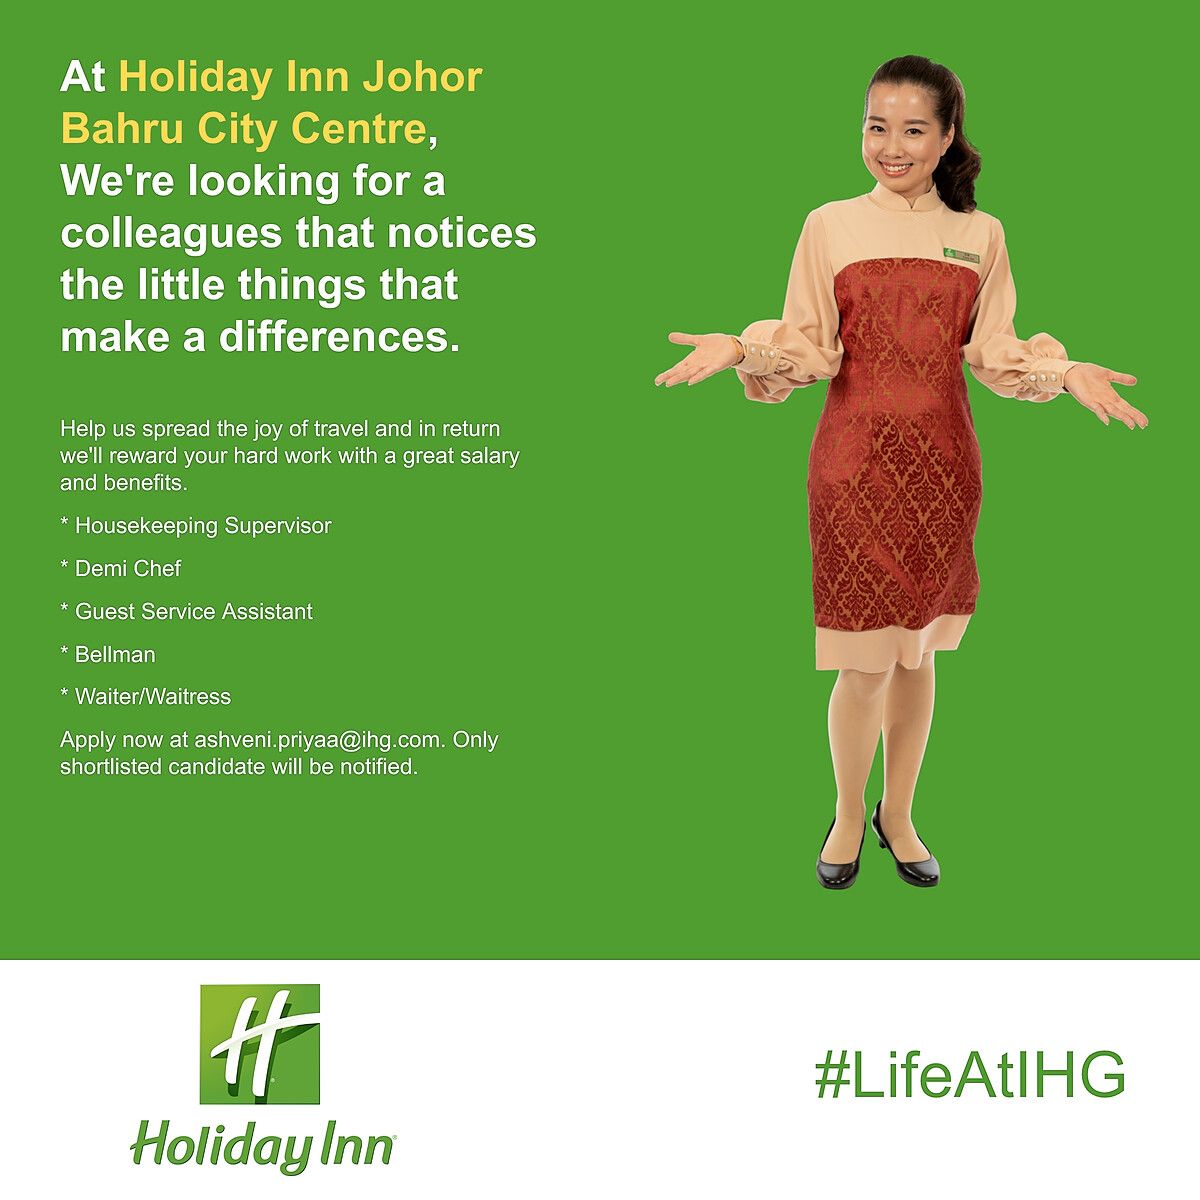 At Holiday Inn Johor
Bahru City Centre,
We're looking for a
colleagues that notices
the little things that
make a differences.
Help us spread the joy of travel and in return
we'll reward your hard work with a great salary
and benefits.
* Housekeeping Supervisor
* Demi Chef
* Guest Service Assistant
* Bellman
* Waiter/Waitress
Apply now at ashveni.priyaa@ihg.com. Only
shortlisted candidate will be notified.
H
Holiday Inn®
#LifeAtIHG